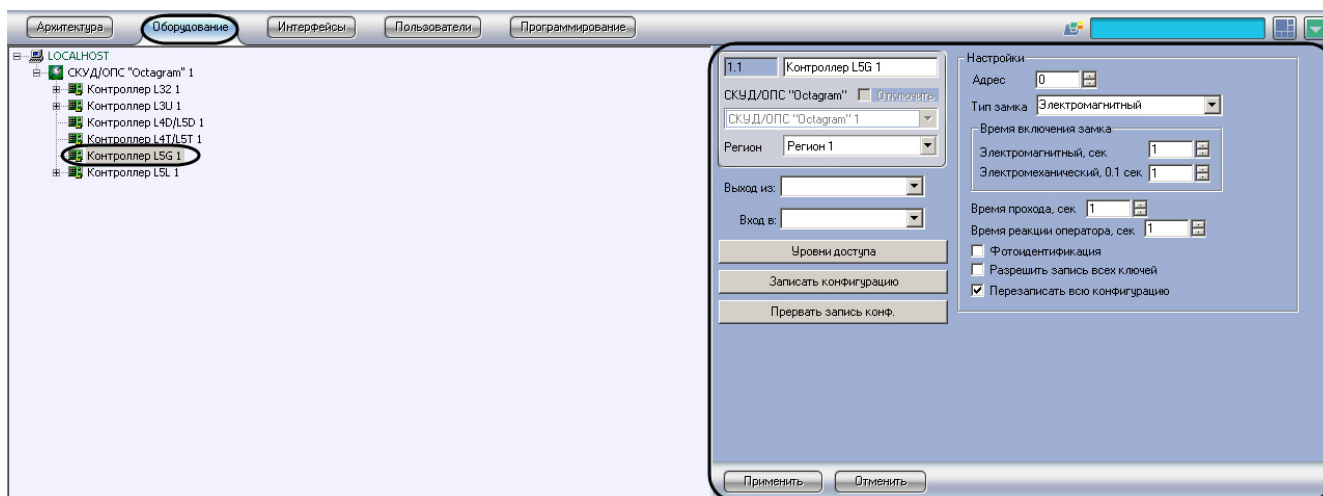 Архитектура Оборудование Интерфейсы Пользователи Программирование
LOCALHOST
СКУД/ОПС "Octagram" 1
Контроллер L32 1
Контроллер L3U 1
Контроллер L4D/L5D 1
Контроллер L4T/L5T 1
Контроллер L5G 1
Контроллер L5L 1
1.1 Контроллер L5G 1
СКУД/ОПС "Octagram" Отключить
СКУД/ОПС "Octagram" 1
Регион Регион 1
Выход из:
Вход в:
Уровни доступа
Записать конфигурацию
Прервать запись конф.
Настройки
Адрес 0
Тип замка Электромагнитный
Время включения замка
Электромагнитный, сек 1
Электромеханический, 0.1 сек 1
Время прохода, сек 1
Время реакции оператора, сек 1
Фотоидентификация
Разрешить запись всех ключей
Перезаписать всю конфигурацию
Применить Отменить